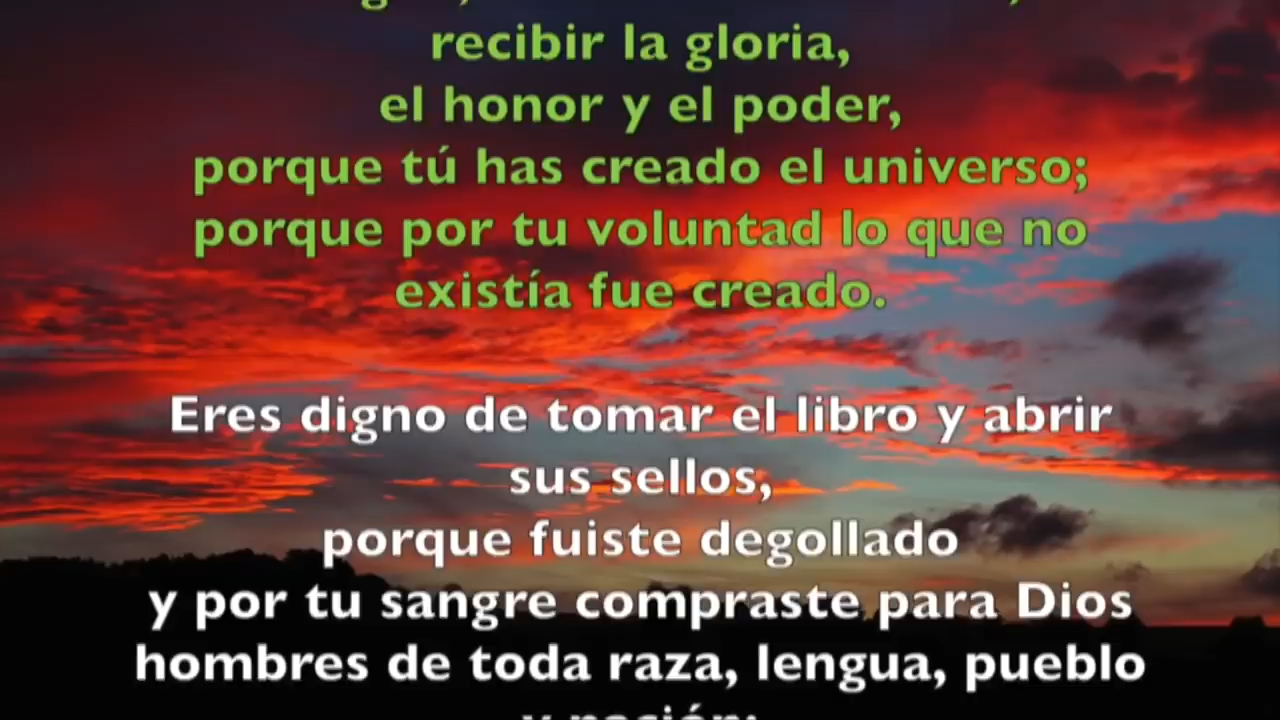 recibir la gloria,
el honor y el poder,
porque tú has creado el universo;
porque por tu voluntad lo que no
existía fue creado.
Eres digno de tomar el libro y abrir
sus sellos,
porque fuiste degollado
y por tu sangre compraste para Dios
hombres de toda raza, lengua, pueblo